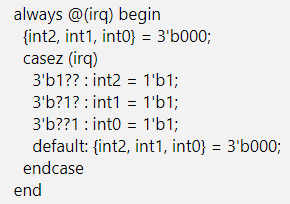 always @(irq) begin
{int2, int1, int0} = 3'b000;
casez (irq)
3'b1?? : int2 = 1'b1;
3'b?1? : int1 = 1'b1;
3'b??1 : int0 = 1'b1;
default: {int2, int1, int0} = 3'b000;
endcase
end